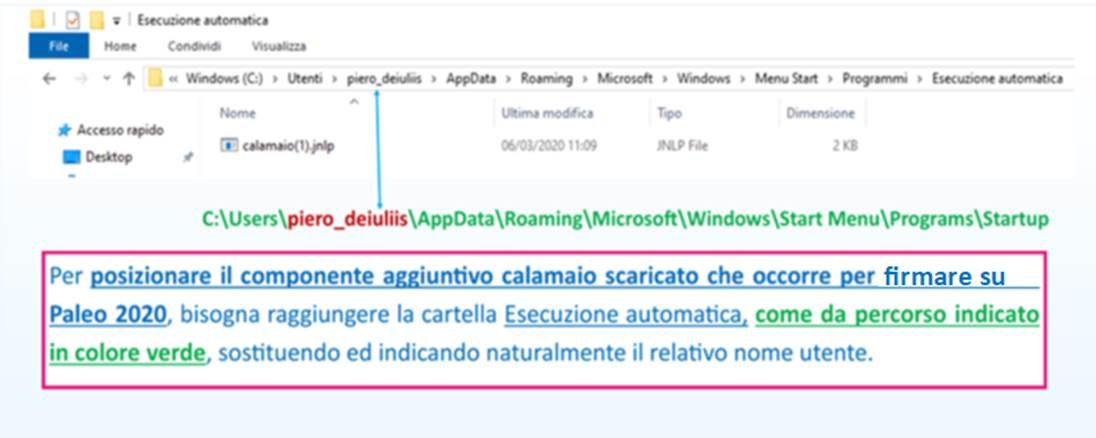 Esecuzione automatica
File Home Condividi Visualizza
« Windows (C:) › Utenti › piero_deiuliis › AppData › Roaming › Microsoft › Windows › Menu Start › Programmi › Esecuzione automatica
Nome Ultima modifica Tipo Dimensione
Accesso rapido
calamaio(1).jnlp 06/03/2020 11:09 JNLP File 2 KB
Desktop
C:\Users\piero_deiuliis\AppData\Roaming\Microsoft\Windows\Start Menu\Programs\Startup
Per posizionare il componente aggiuntivo calamaio scaricato che occorre per firmare su
Paleo 2020, bisogna raggiungere la cartella Esecuzione automatica, come da percorso indicato
in colore verde, sostituendo ed indicando naturalmente il relativo nome utente.